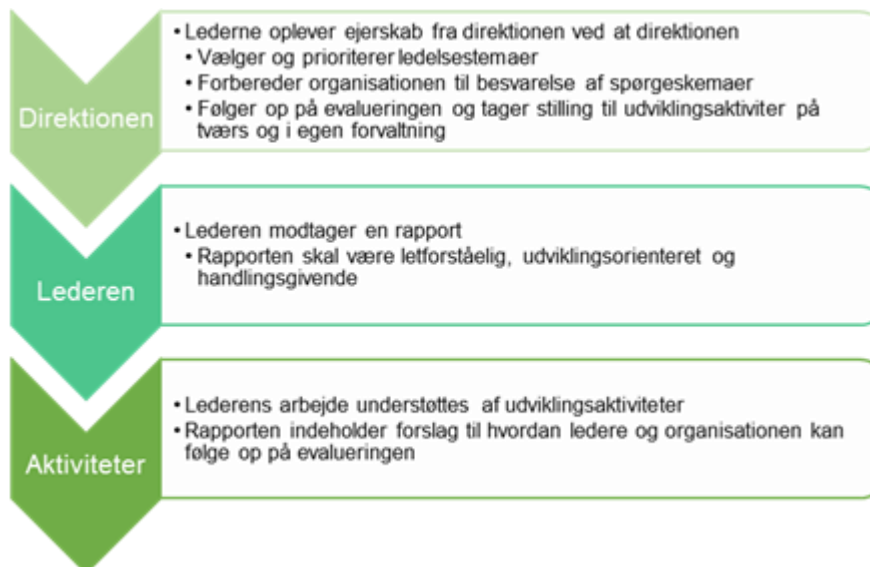 Direktionen
• Lederne oplever ejerskab fra direktionen ved at direktionen
• Vælger og prioriterer ledelsestemaer
• Forbereder organisationen til besvarelse af spørgeskemaer
• Følger op på evalueringen og tager stilling til udviklingsaktiviter på
tværs og i egen forvaltning
Lederen
• Lederen modtager en rapport
• Rapporten skal være letforståelig, udviklingsorienteret og
handlingsgivende
Aktiviteter
• Lederens arbejde understøttes af udviklingsaktiviteter
• Rapporten indeholder forslag til hvordan ledere og organisationen kan
følge op på evalueringen